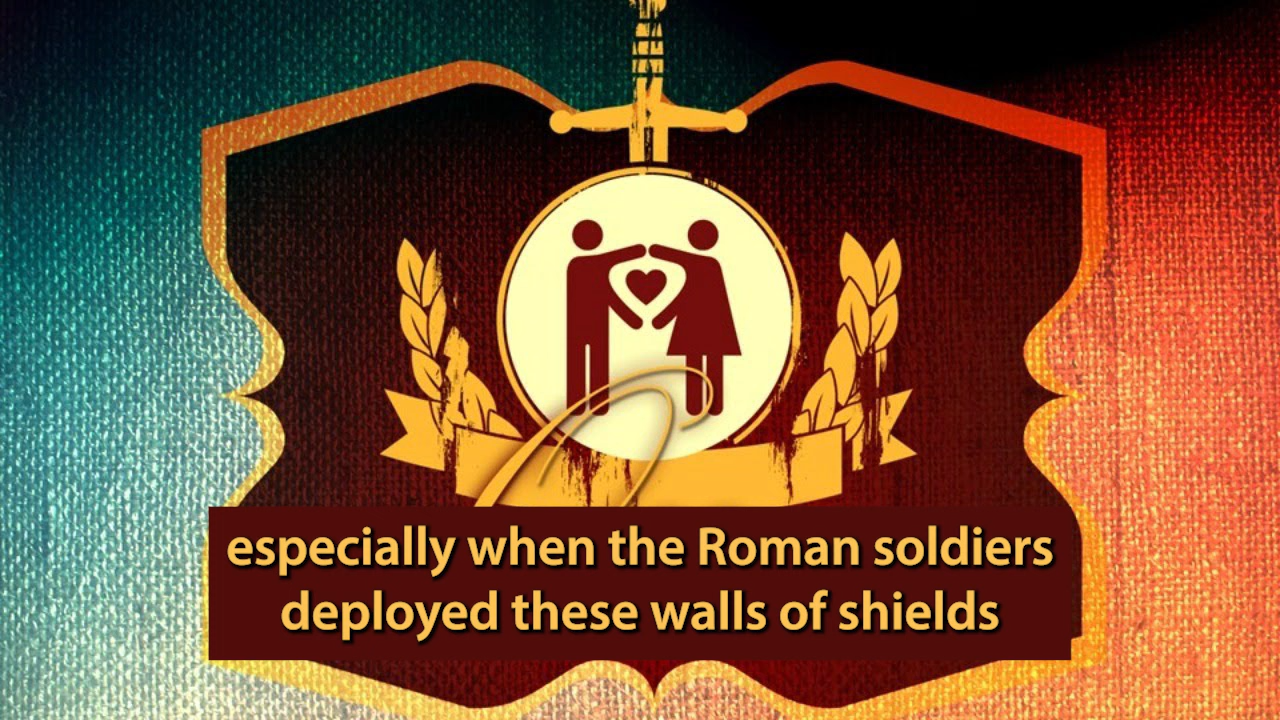 especially when the Roman soldiers
deployed these walls of shields